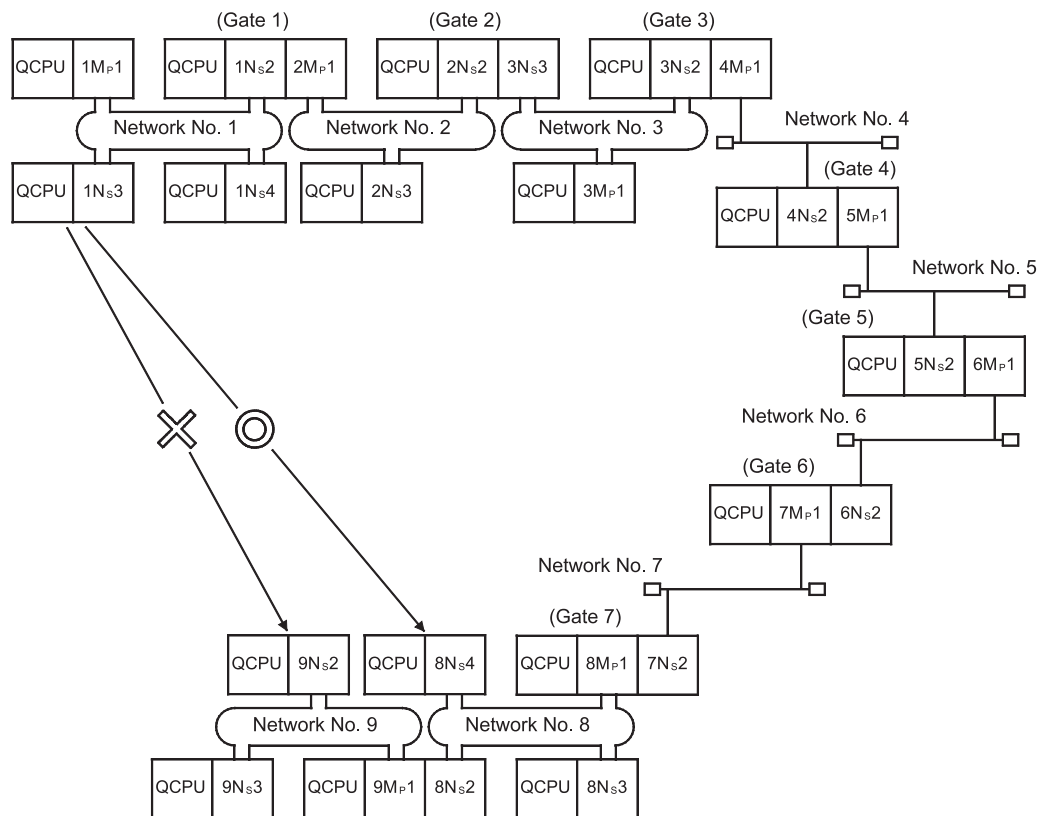 (Gate 1) (Gate 2) (Gate 3)
QCPU 1MP1 QCPU 1NS2 2MP1 QCPU 2NS2 3NS3 QCPU 3NS2 4MP1
Network No. 1 Network No. 2 Network No. 3 Network No. 4
(Gate 4)
QCPU 1NS3 QCPU 1NS4 QCPU 2NS3 QCPU 3MP1 QCPU 4NS2 5MP1
Network No. 5
(Gate 5)
QCPU 5NS2 6MP1
Network No. 6
(Gate 6)
QCPU 7MP1 6NS2
Network No. 7
(Gate 7)
QCPU 9NS2 QCPU 8NS4 QCPU 8MP1 7NS2
Network No. 9 Network No. 8
QCPU 9NS3 QCPU 9MP1 8NS2 QCPU 8NS3